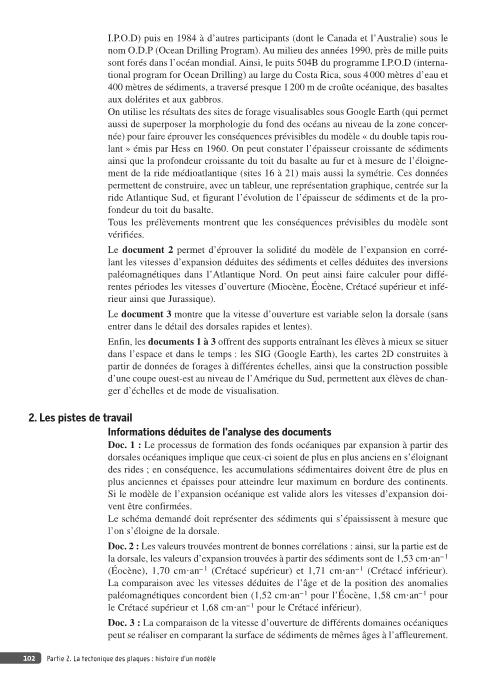 I.P.O.D) puis en 1984 à d'autres participants (dont le Canada et l'Australie) sous le
nom O.D.P (Ocean Drilling Program). Au milieu des années 1990, près de mille puits
sont forés dans l'océan mondial. Ainsi, le puits 504B du programme I.P.O.D (interna-
tional program for Ocean Drilling) au large du Costa Rica, sous 4 000 mètres d'eau et
400 mètres de sédiments, a traversé presque 1 200 m de croûte océanique, des basaltes
aux dolérites et aux gabbros.
On utilise les résultats des sites de forage visualisables sous Google Earth (qui permet
aussi de superposer la morphologie du fond des océans au niveau de la zone concer-
née) pour faire éprouver les conséquences prévisibles du modèle « du double tapis rou-
lant » émis par Hess en 1960. On peut constater l'épaisseur croissante de sédiments
ainsi que la profondeur croissante du toit du basalte au fur et à mesure de l'éloigne-
ment de la ride médioatlantique (sites 16 à 21) mais aussi la symétrie. Ces données
permettent de construire, avec un tableur, une représentation graphique, centrée sur la
ride Atlantique Sud, et figurant l'évolution de l'épaisseur de sédiments et de la pro-
fondeur du toit du basalte.
Tous les prélèvements montrent que les conséquences prévisibles du modèle sont
vérifiées.
Le document 2 permet d'éprouver la solidité du modèle de l'expansion en corré-
lant les vitesses d'expansion déduites des sédiments et celles déduites des inversions
paléomagnétiques dans l'Atlantique Nord. On peut ainsi faire calculer pour diffé-
rentes périodes les vitesses d'ouverture (Miocène, Éocène, Crétacé supérieur et infé-
rieur ainsi que Jurassique).
Le document 3 montre que la vitesse d'ouverture est variable selon la dorsale (sans
entrer dans le détail des dorsales rapides et lentes).
Enfin, les documents 1 à 3 offrent des supports entraînant les élèves à mieux se situer
dans l'espace et dans le temps : les SIG (Google Earth), les cartes 2D construites à
partir de données de forages à différentes échelles, ainsi que la construction possible
d'une coupe ouest-est au niveau de l'Amérique du Sud, permettent aux élèves de chan-
ger d'échelles et de mode de visualisation.
2. Les pistes de travail
Informations déduites de l'analyse des documents
Doc. 1 : Le processus de formation des fonds océaniques par expansion à partir des
dorsales océaniques implique que ceux-ci soient de plus en plus anciens en s'éloignant
des rides ; en conséquence, les accumulations sédimentaires doivent être de plus en
plus anciennes et épaisses pour atteindre leur maximum en bordure des continents.
Si le modèle de l'expansion océanique est valide alors les vitesses d'expansion doi-
vent être confirmées.
Le schéma demandé doit représenter des sédiments qui s'épaississent à mesure que
l'on s'éloigne de la dorsale.
Doc. 2 : Les valeurs trouvées montrent de bonnes corrélations : ainsi, sur la partie est de
la dorsale, les valeurs d'expansion trouvées à partir des sédiments sont de 1,53 cm·an⁻¹
(Éocène), 1,70 cm·an⁻¹ (Crétacé supérieur) et 1,71 cm·an⁻¹ (Crétacé inférieur).
La comparaison avec les vitesses déduites de l'âge et de la position des anomalies
paléomagnétiques concordent bien (1,52 cm·an⁻¹ pour l'Éocène, 1,58 cm·an⁻¹ pour
le Crétacé supérieur et 1,68 cm·an⁻¹ pour le Crétacé inférieur).
Doc. 3 : La comparaison de la vitesse d'ouverture de différents domaines océaniques
peut se réaliser en comparant la surface de sédiments de mêmes âges à l'affleurement.
102 Partie 2. La tectonique des plaques : histoire d'un modèle